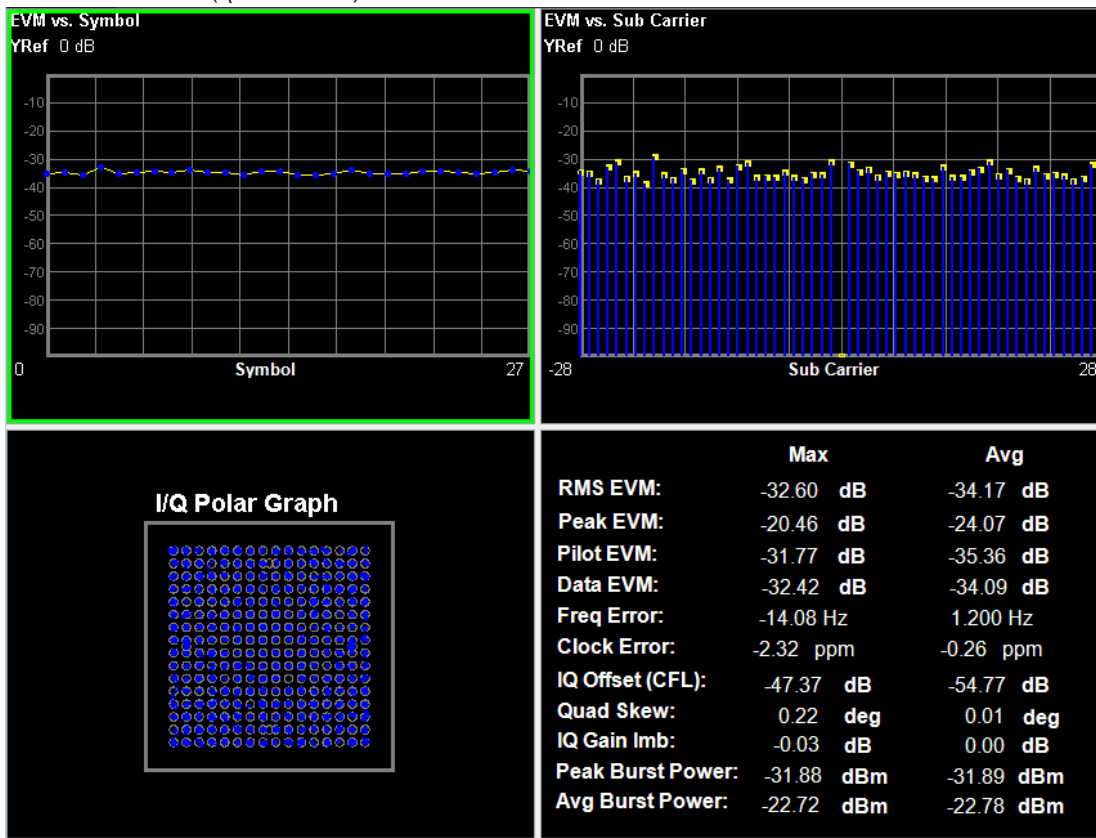 EVM vs. Symbol
YRef 0 dB
-10
-20
-30
-40
-50
-60
-70
-80
-90
0 Symbol 27
EVM vs. Sub Carrier
YRef 0 dB
-10
-20
-30
-40
-50
-60
-70
-80
-90
-28 Sub Carrier 28
I/Q Polar Graph
Max Avg
RMS EVM: -32.60 dB -34.17 dB
Peak EVM: -20.46 dB -24.07 dB
Pilot EVM: -31.77 dB -35.36 dB
Data EVM: -32.42 dB -34.09 dB
Freq Error: -14.08 Hz 1.200 Hz
Clock Error: -2.32 ppm -0.26 ppm
IQ Offset (CFL): -47.37 dB -54.77 dB
Quad Skew: 0.22 deg 0.01 deg
IQ Gain Imb: -0.03 dB 0.00 dB
Peak Burst Power: -31.88 dBm -31.89 dBm
Avg Burst Power: -22.72 dBm -22.78 dBm